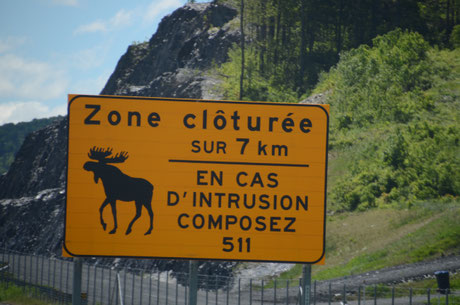 Zone clôturée
SUR 7 km
EN CAS
D'INTRUSION
COMPOSEZ
511